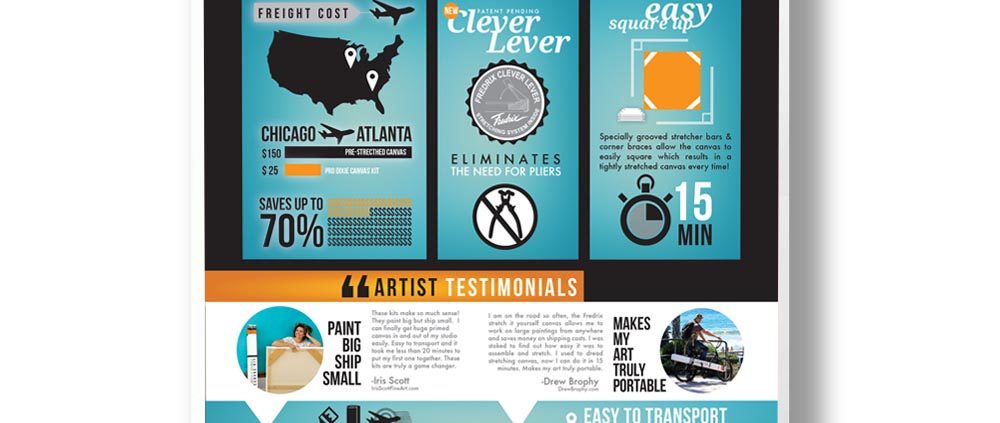 FREIGHT COST
CHICAGO ATLANTA
$150 PRE-STRECTHED CANVAS
$25 PRO DIXIE CANVAS KIT
SAVES UP TO
70%
NEW PATENT PENDING
Clever
Lever
FREDRIX CLEVER LEVER
Fredrix
STRETCHING SYSTEM INSIDE
ELIMINATES
THE NEED FOR PLIERS
easy
square up
Specially grooved stretcher bars &
corner braces allow the canvas to
easily square which results in a
tightly stretched canvas every time!
15
MIN
ARTIST TESTIMONIALS
PAINT
BIG
SHIP
SMALL
These kits make so much sense!
They paint big but ship small. I
can finally get huge primed
canvas in and out of my studio
easily. Easy to transport and it
took me less than 20 minutes to
put my first one together. These
kits are truly a game changer.
-Iris Scott
IrisScottFineArt.com
I am on the road so often, the Fredrix
stretch it yourself canvas allows me to
work on large paintings from anywhere
and saves money on shipping costs. I was
stoked to find out how easy it was to
assemble and stretch. I used to dread
stretching canvas, now I can do it in 15
minutes. Makes my art truly portable.
-Drew Brophy
DrewBrophy.com
MAKES
MY
ART
TRULY
PORTABLE
EASY TO TRANSPORT